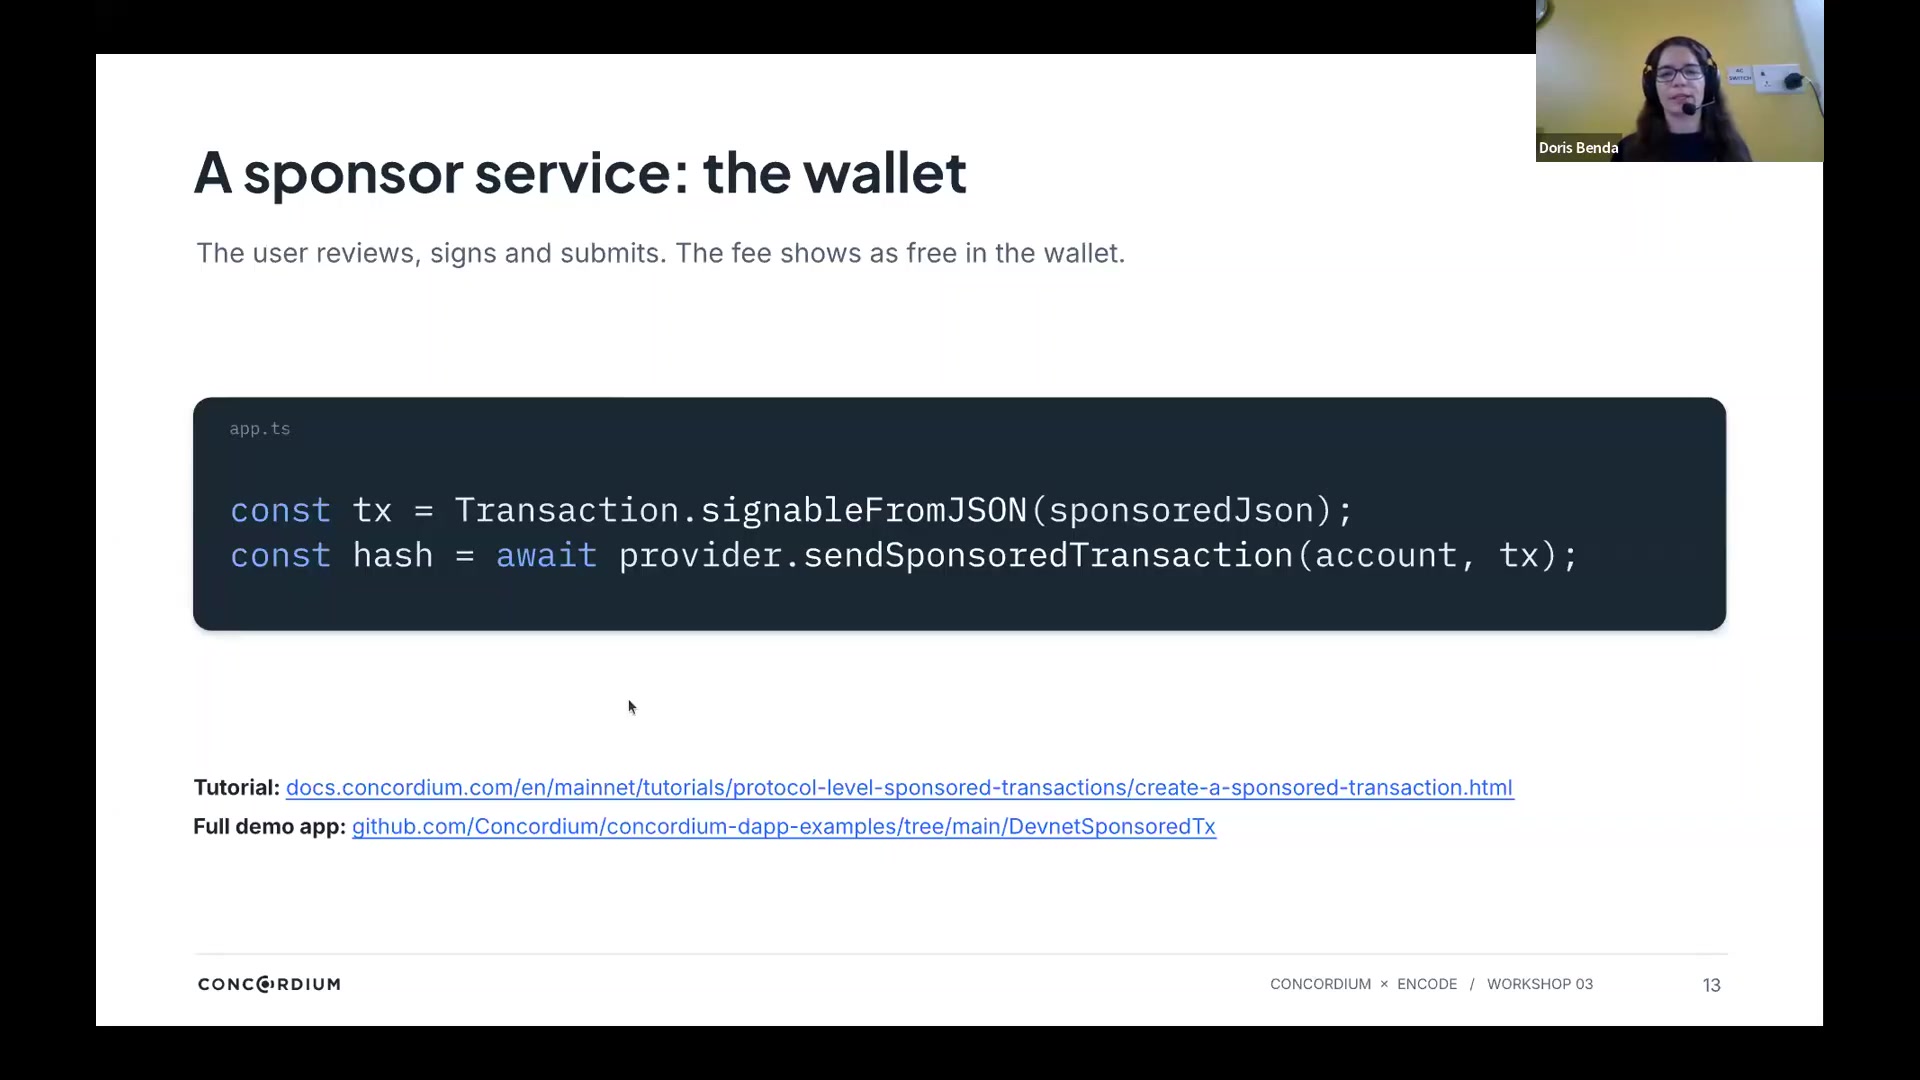 A sponsor service: the wallet
The user reviews, signs and submits. The fee shows as free in the wallet.
app.ts
const tx = Transaction.signableFromJSON(sponsoredJson);
const hash = await provider.sendSponsoredTransaction(account, tx);
Tutorial: docs.concordium.com/en/mainnet/tutorials/protocol-level-sponsored-transactions/create-a-sponsored-transaction.html
Full demo app: github.com/Concordium/concordium-dapp-examples/tree/main/DevnetSponsoredTx
CONCORDIUM
CONCORDIUM × ENCODE / WORKSHOP 03
13
AC
SWITCH
Doris Benda